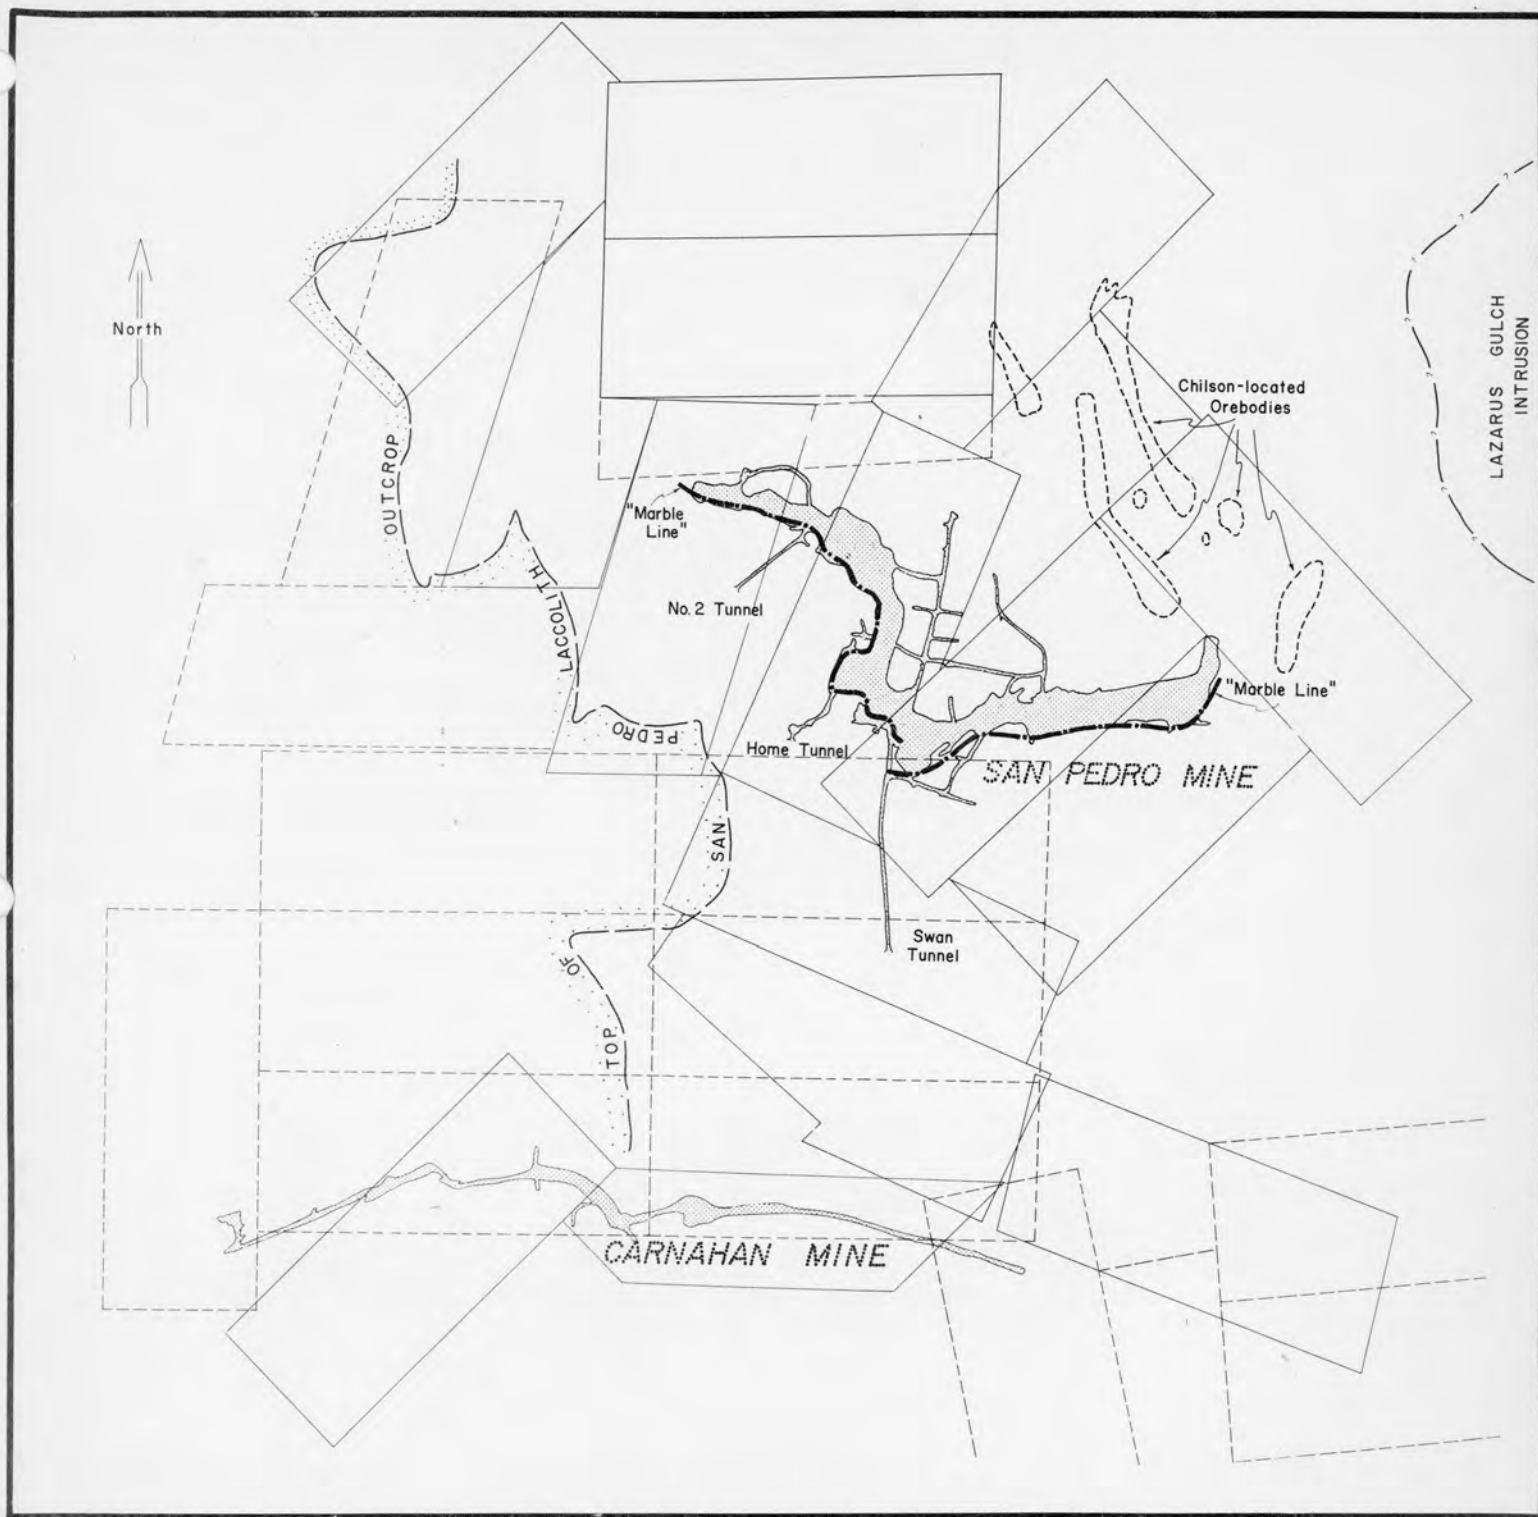 North
LAZARUS GULCH
INTRUSION
Chilson-located
Orebodies
OUTCROP
"Marble
Line"
LACCOLITH
No. 2 Tunnel
"Marble Line"
PEDRO
Home Tunnel
SAN PEDRO MINE
SAN
Swan
Tunnel
OF
TOP
CARNAHAN MINE
?
?
?
?
?
?
?
?